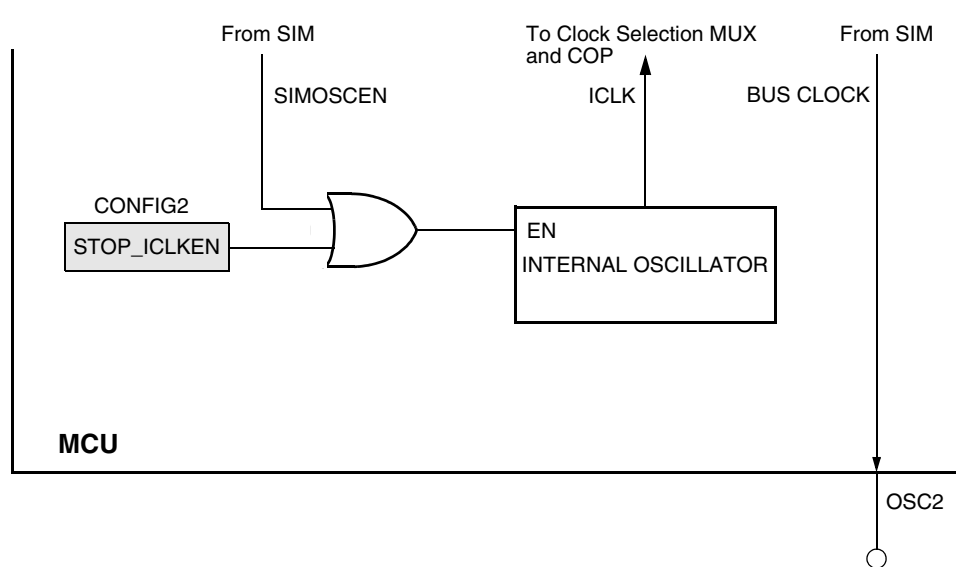 From SIM
To Clock Selection MUX
and COP
From SIM
SIMOSCEN
ICLK
BUS CLOCK
CONFIG2
STOP_ICLKEN
EN
INTERNAL OSCILLATOR
MCU
OSC2